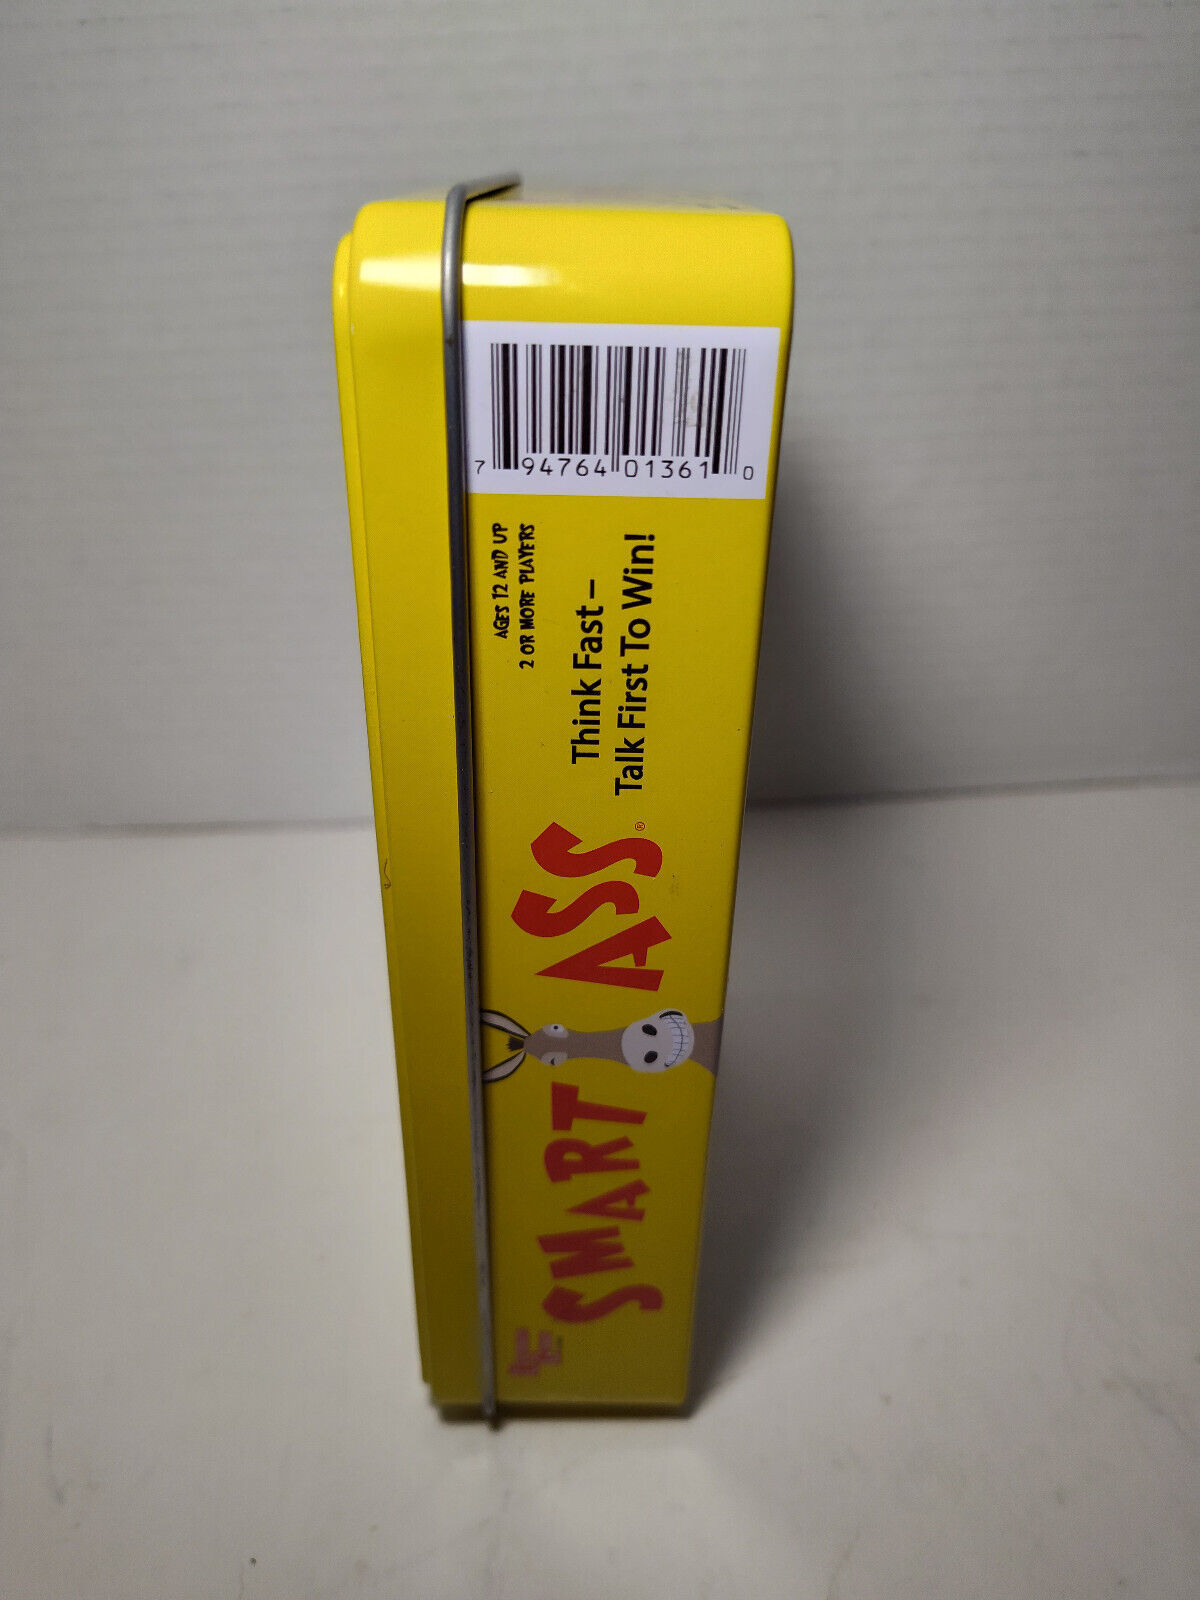 7 94764 01361 0
AGES 12 AND UP
2 OR MORE PLAYERS
Think Fast –
Talk First To Win!
SMART ASS®